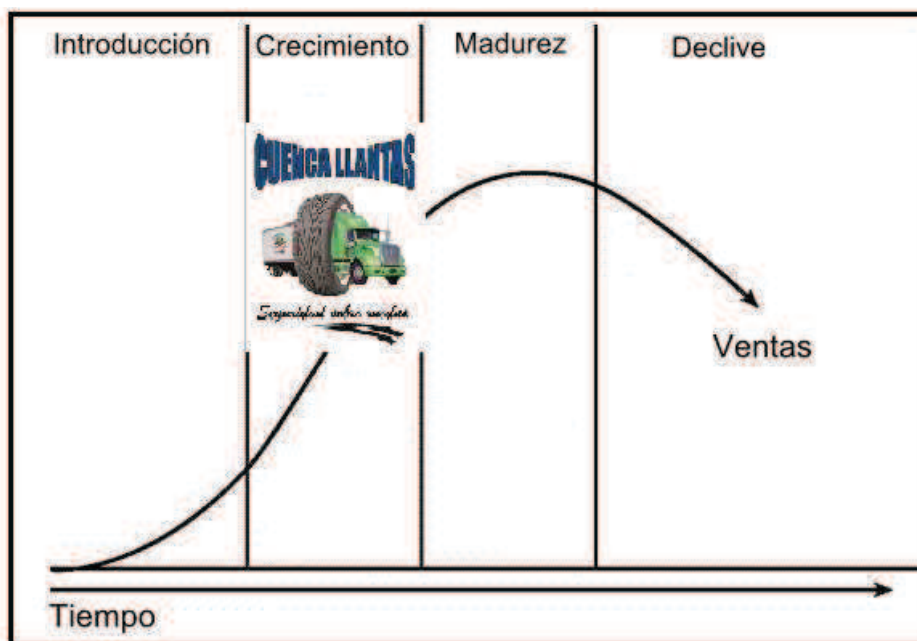 Introducción
Crecimiento
Madurez
Declive
CUENCA LLANTAS
Ventas
Tiempo